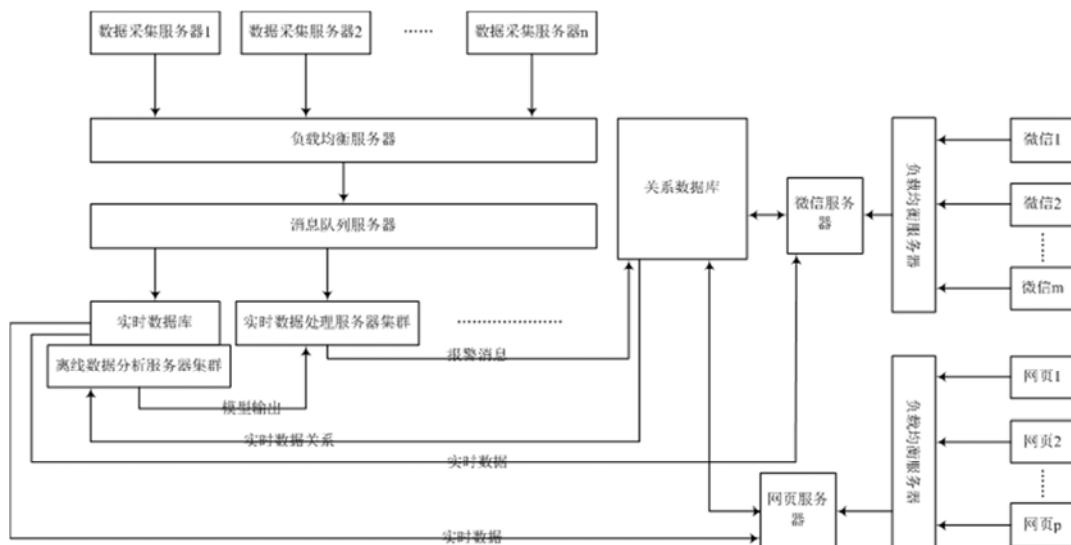 数据采集服务器1
数据采集服务器2
……
数据采集服务器n
负载均衡服务器
消息队列服务器
实时数据库
实时数据处理服务器集群
离线数据分析服务器集群
报警消息
模型输出
实时数据关系
实时数据
实时数据
关系数据库
微信服务
器
负载均衡服务器
微信1
微信2
微信m
网页服务
器
负载均衡服务器
网页1
网页2
网页p